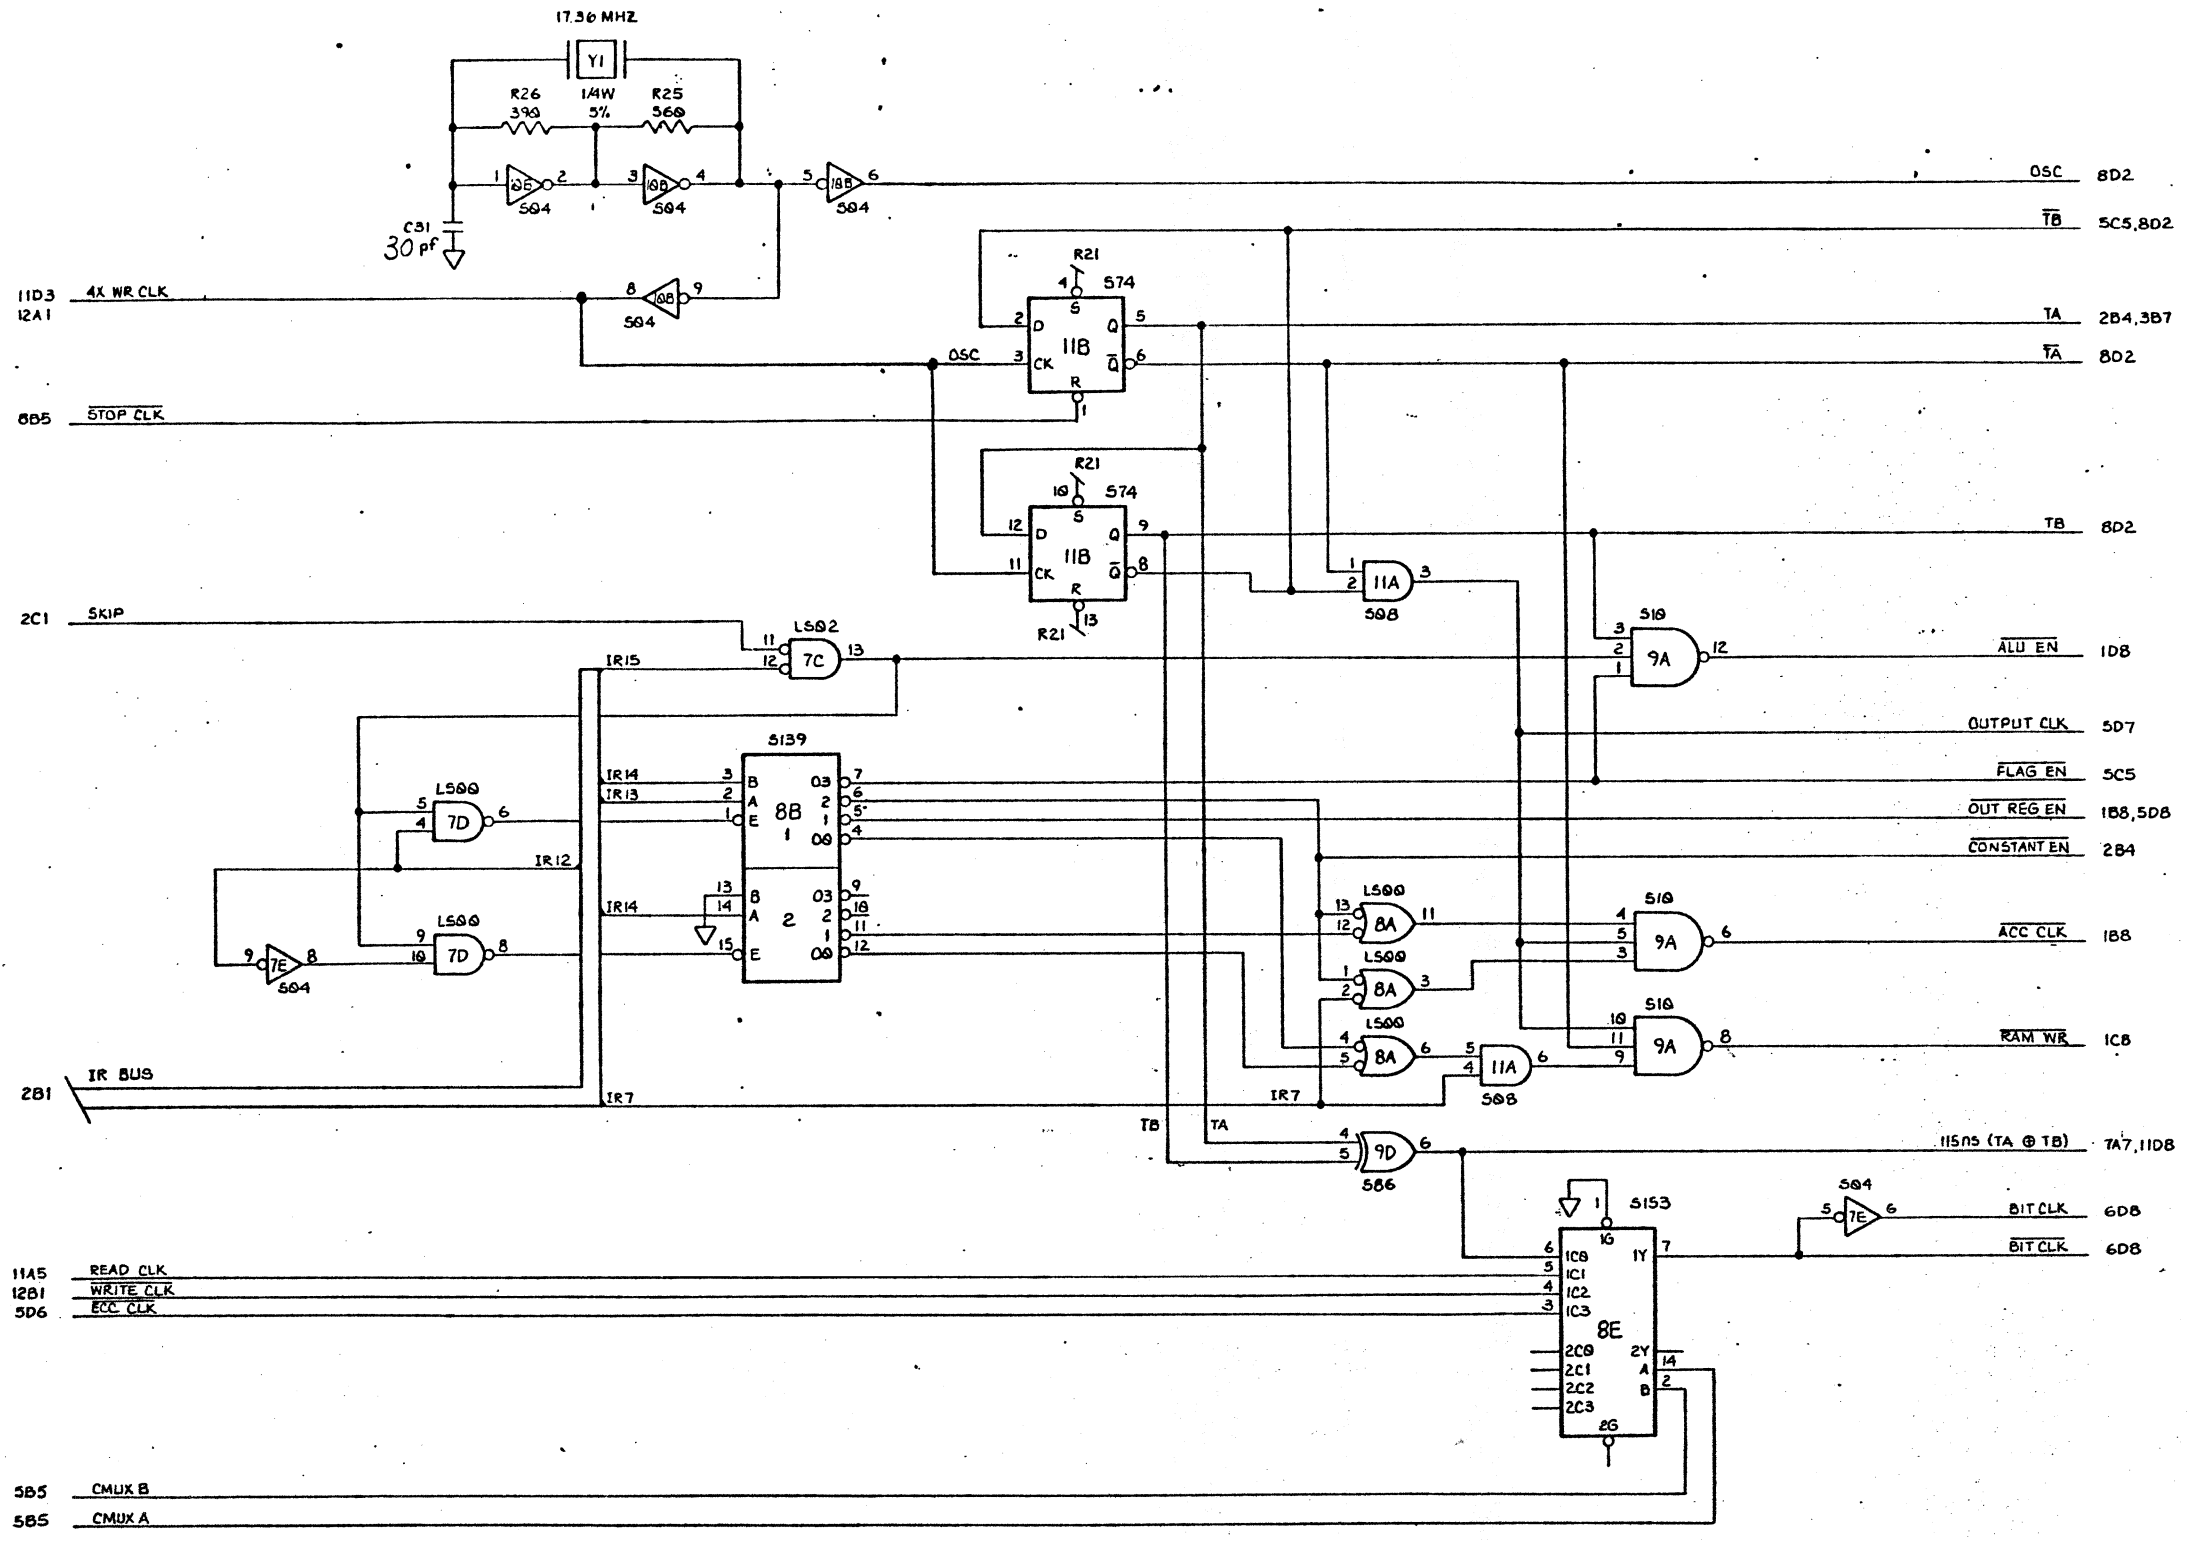 17.36 MHZ
Y1
R26 1/4W R25
390 5% 560
1 10B 2 3 10B 4 5 10B 6 OSC 8D2
S04 S04 S04
C31
30 pf
TB 5C5,8D2
R21
4 S74
S
11D3 4X WR CLK 8 10B 9
12A1
S04
2 D Q 5 TA 2B4,3B7
11B
OSC 3 CK Q 6 TA 8D2
R
1
8B5 STOP CLK
R21
10 S74
S
12 D Q 9 TB 8D2
11B
11 CK Q 8
R
13
R21
1 2 11A 3
S08
2C1 SKIP
LS02
11 12 7C 13
IR15
S10
3 2 1 9A 12 ALU EN 1D8
OUTPUT CLK 5D7
S139
IR14 3 B 03 7 FLAG EN 5C5
IR13 2 A 2 6
8B
1 E 1 5 OUT REG EN 1B8,5D8
1
00 4
LS00
5 4 7D 6
IR12
CONSTANT EN 2B4
13 B 03 9
IR14 14 A 2 10
2
1 11
15 E 00 12
LS00
9 10 7D 8
9 7E 8
S04
LS00
13 12 8A 11
S10
4 5 3 9A 6 ACC CLK 1B8
LS00
1 2 8A 3
LS00
4 5 8A 6
5 4 11A 6
S08
S10
10 11 9 9A 8 RAM WR 1C8
2B1 IR BUS
IR7 IR7
TB TA
4 5 9D 6 115ns (TA ⊕ TB) 7A7,11D8
S86
1 S153
1G
S04
5 7E 6 BIT CLK 6D8
6 1C0 1Y 7 BIT CLK 6D8
11A5 READ CLK 5 1C1
12B1 WRITE CLK 4 1C2
5D6 ECC CLK 3 1C3
8E
2C0 2Y
2C1 A 14
2C2 B 2
2C3
2G
5B5 CMUX B
5B5 CMUX A